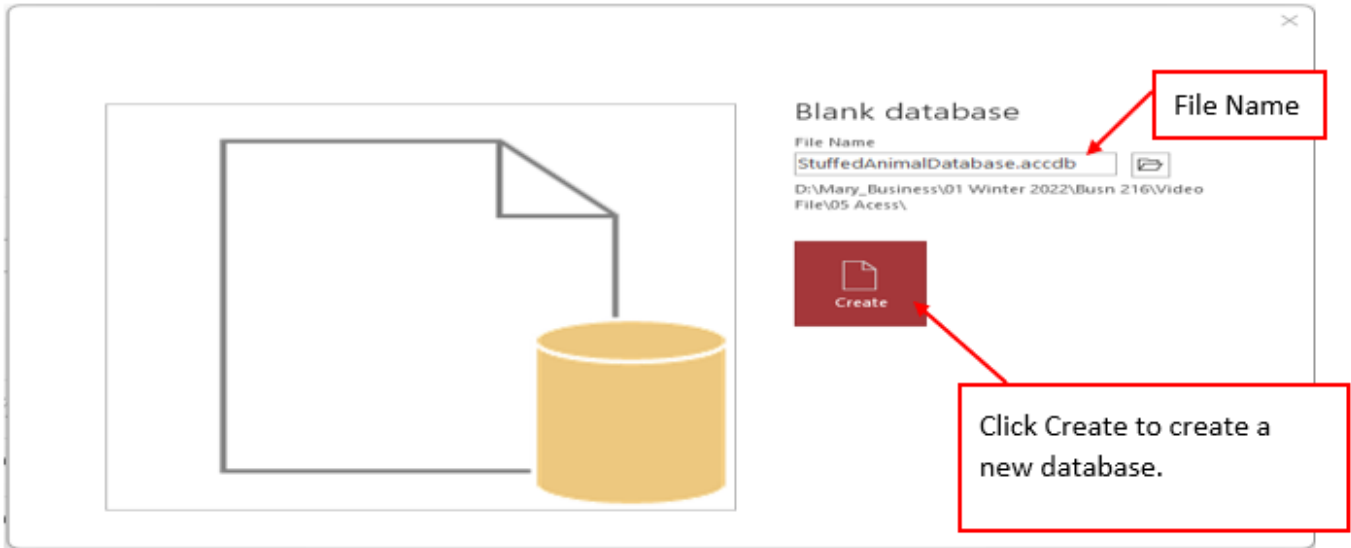 Blank database
File Name
File Name
StuffedAnimalDatabase.accdb
D:\Mary_Business\01 Winter 2022\Busn 216\Video
File\05 Acess\
Create
Click Create to create a
new database.